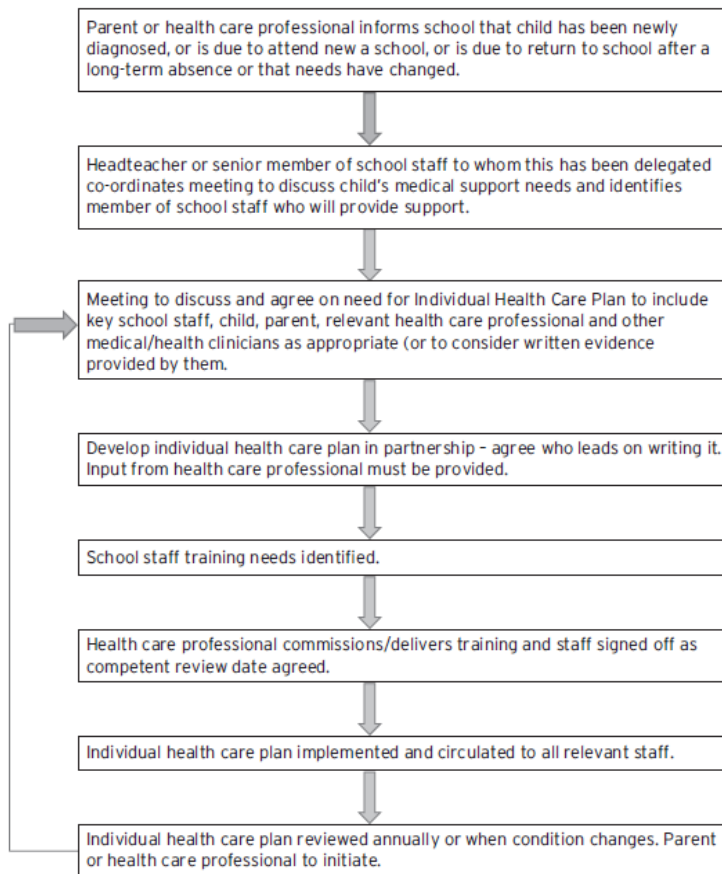 Parent or health care professional informs school that child has been newly
diagnosed, or is due to attend new a school, or is due to return to school after a
long-term absence or that needs have changed.
Headteacher or senior member of school staff to whom this has been delegated
co-ordinates meeting to discuss child's medical support needs and identifies
member of school staff who will provide support.
Meeting to discuss and agree on need for Individual Health Care Plan to include
key school staff, child, parent, relevant health care professional and other
medical/health clinicians as appropriate (or to consider written evidence
provided by them.
Develop individual health care plan in partnership – agree who leads on writing it.
Input from health care professional must be provided.
School staff training needs identified.
Health care professional commissions/delivers training and staff signed off as
competent review date agreed.
Individual health care plan implemented and circulated to all relevant staff.
Individual health care plan reviewed annually or when condition changes. Parent
or health care professional to initiate.